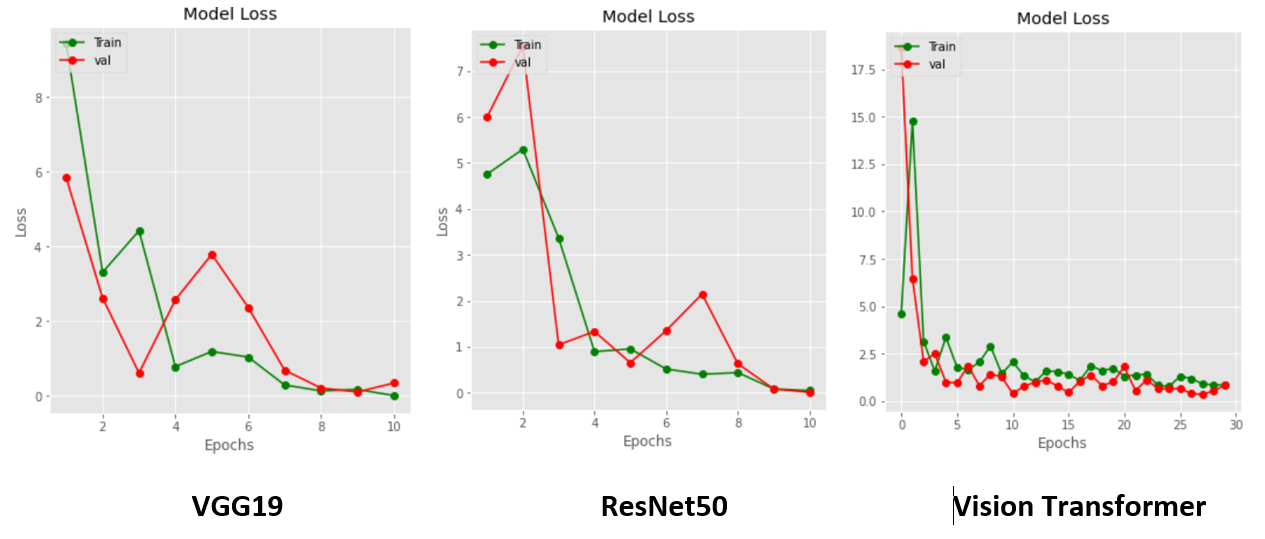 Model Loss
Train
val
Loss
8
6
4
2
0
2 4 6 8 10
Epochs
VGG19
Model Loss
Train
val
Loss
7
6
5
4
3
2
1
0
2 4 6 8 10
Epochs
ResNet50
Model Loss
Train
val
17.5
15.0
12.5
10.0
7.5
5.0
2.5
0.0
0 5 10 15 20 25 30
Epochs
Vision Transformer